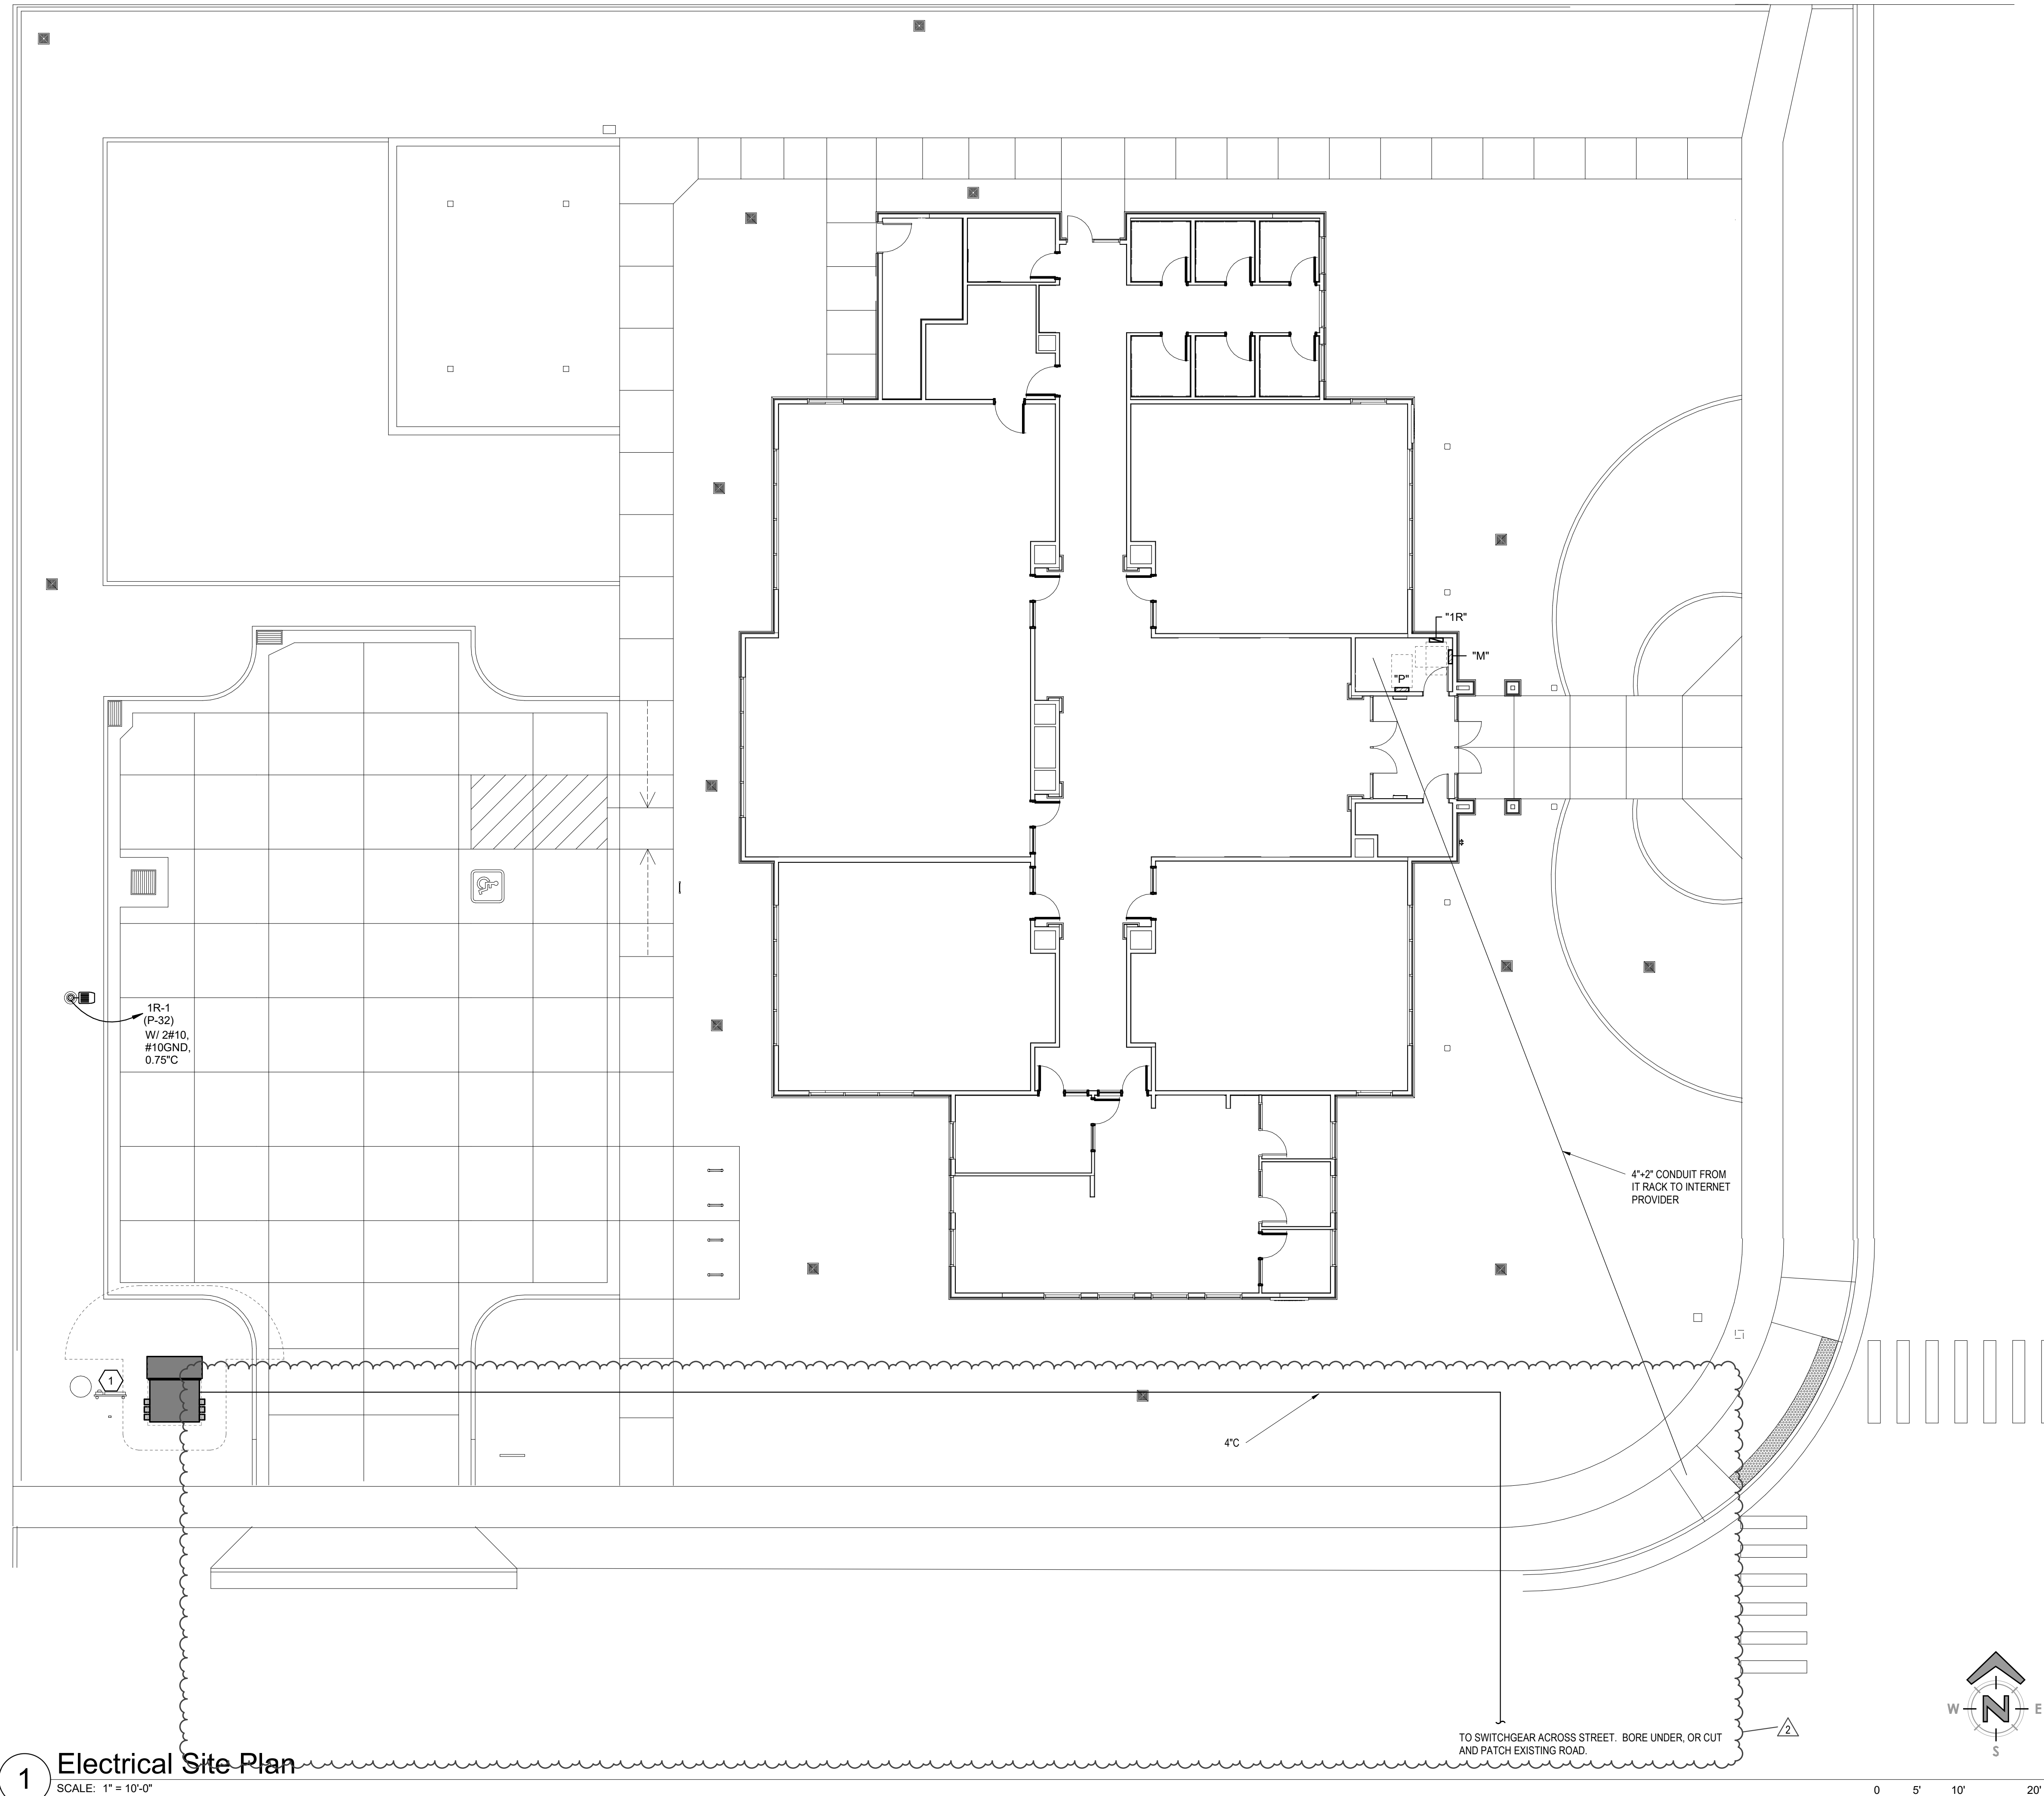 "1R"
"M"
"P"
1R-1
(P-32)
W/ 2#10,
#10GND,
0.75"C
4"+2" CONDUIT FROM
IT RACK TO INTERNET
PROVIDER
1
4"C
TO SWITCHGEAR ACROSS STREET. BORE UNDER, OR CUT
AND PATCH EXISTING ROAD.
2
W
N
E
S
1
Electrical Site Plan
SCALE: 1" = 10'-0"
0 5' 10' 20'